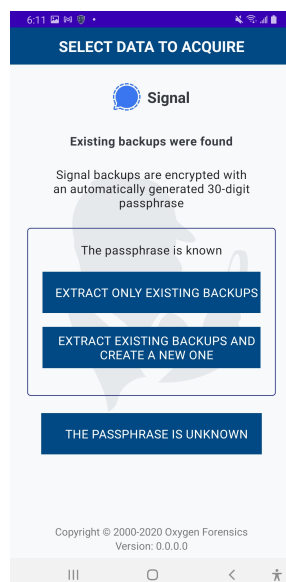 6:11
SELECT DATA TO ACQUIRE
Signal
Existing backups were found
Signal backups are encrypted with
an automatically generated 30-digit
passphrase
The passphrase is known
EXTRACT ONLY EXISTING BACKUPS
EXTRACT EXISTING BACKUPS AND
CREATE A NEW ONE
THE PASSPHRASE IS UNKNOWN
Copyright © 2000-2020 Oxygen Forensics
Version: 0.0.0.0